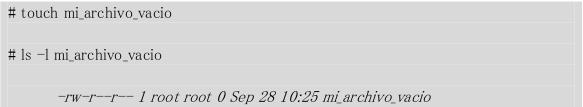 # touch mi_archivo_vacio
# ls -l mi_archivo_vacio
-rw-r--r-- 1 root root 0 Sep 28 10:25 mi_archivo_vacio